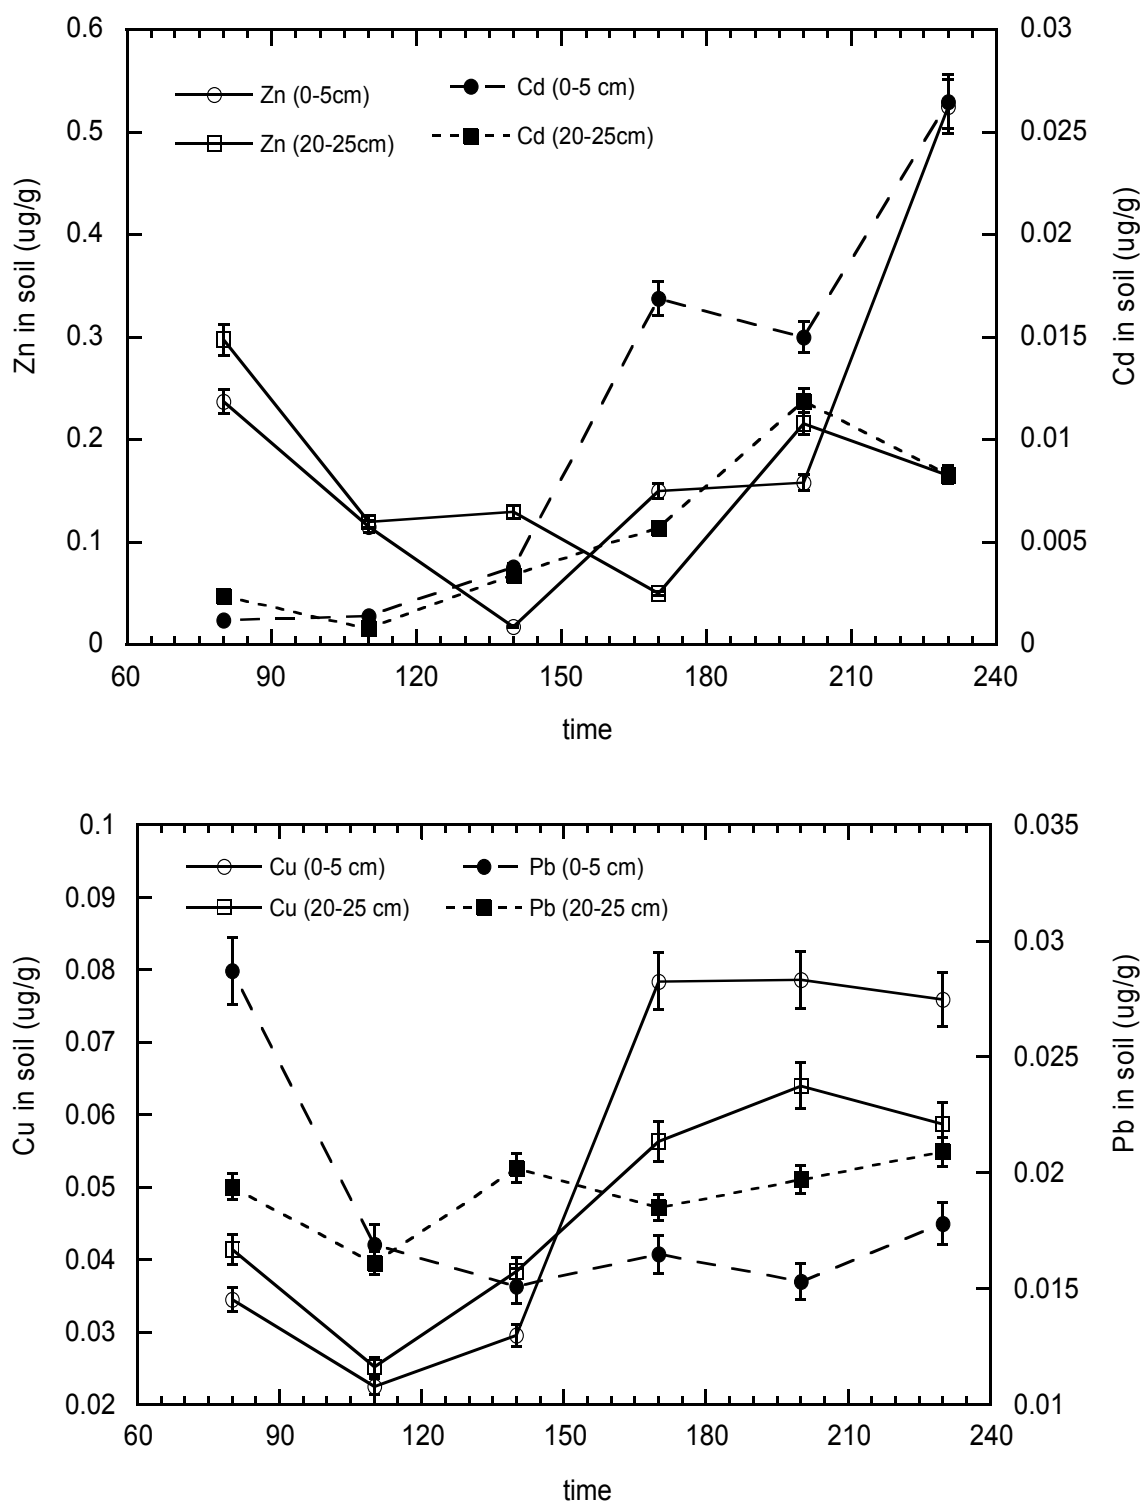 0.6
0.5
0.4
0.3
0.2
0.1
0
Zn in soil (ug/g)
Zn (0-5cm)
Zn (20-25cm)
Cd (0-5 cm)
Cd (20-25cm)
0.03
0.025
0.02
0.015
0.01
0.005
0
Cd in soil (ug/g)
60 90 120 150 180 210 240
time
0.1
0.09
0.08
0.07
0.06
0.05
0.04
0.03
0.02
Cu in soil (ug/g)
Cu (0-5 cm)
Cu (20-25 cm)
Pb (0-5 cm)
Pb (20-25 cm)
0.035
0.03
0.025
0.02
0.015
0.01
Pb in soil (ug/g)
60 90 120 150 180 210 240
time